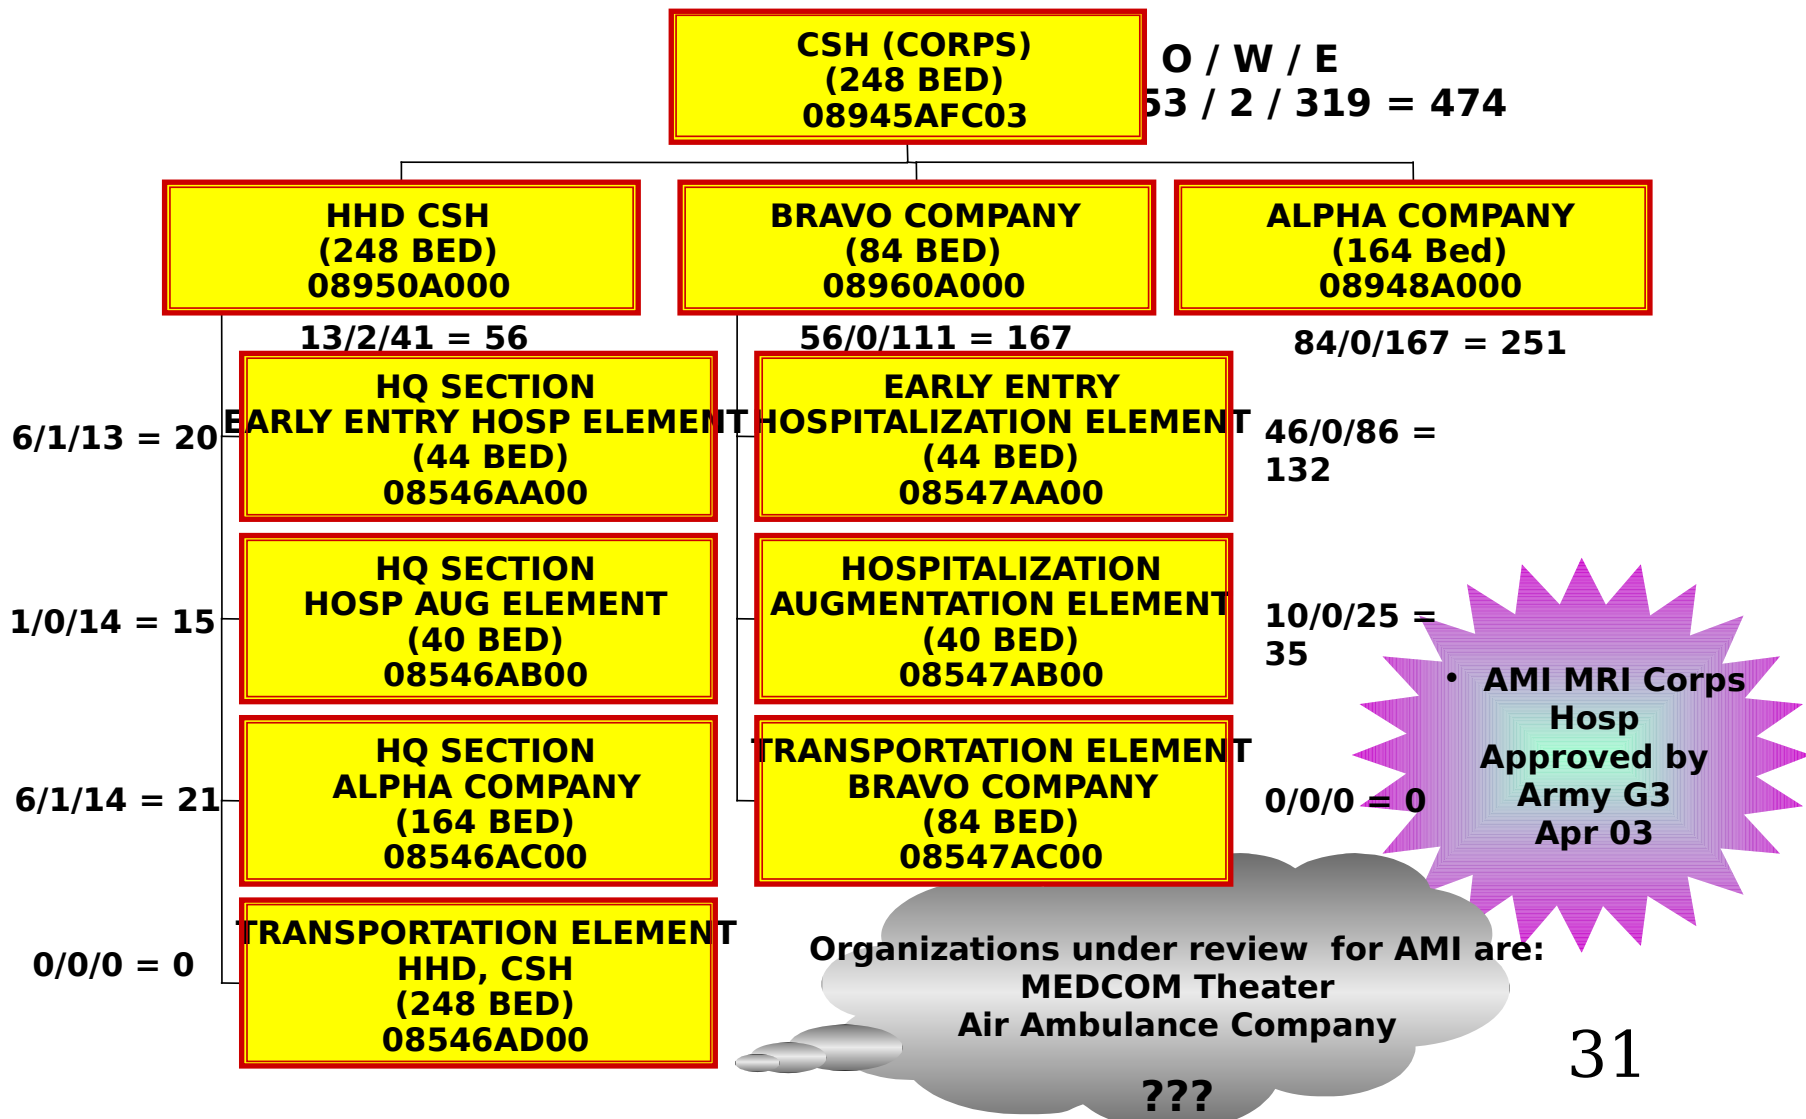 CSH (CORPS)
(248 BED)
08945AFC03
O / W / E
53 / 2 / 319 = 474
HHD CSH
(248 BED)
08950A000
13/2/41 = 56
BRAVO COMPANY
(84 BED)
08960A000
56/0/111 = 167
ALPHA COMPANY
(164 Bed)
08948A000
84/0/167 = 251
6/1/13 = 20
HQ SECTION
EARLY ENTRY HOSP ELEMENT
(44 BED)
08546AA00
EARLY ENTRY
HOSPITALIZATION ELEMENT
(44 BED)
08547AA00
46/0/86 =
132
1/0/14 = 15
HQ SECTION
HOSP AUG ELEMENT
(40 BED)
08546AB00
HOSPITALIZATION
AUGMENTATION ELEMENT
(40 BED)
08547AB00
10/0/25 =
35
6/1/14 = 21
HQ SECTION
ALPHA COMPANY
(164 BED)
08546AC00
TRANSPORTATION ELEMENT
BRAVO COMPANY
(84 BED)
08547AC00
0/0/0 = 0
• AMI MRI Corps
Hosp
Approved by
Army G3
Apr 03
0/0/0 = 0
TRANSPORTATION ELEMENT
HHD, CSH
(248 BED)
08546AD00
Organizations under review for AMI are:
MEDCOM Theater
Air Ambulance Company
???
31